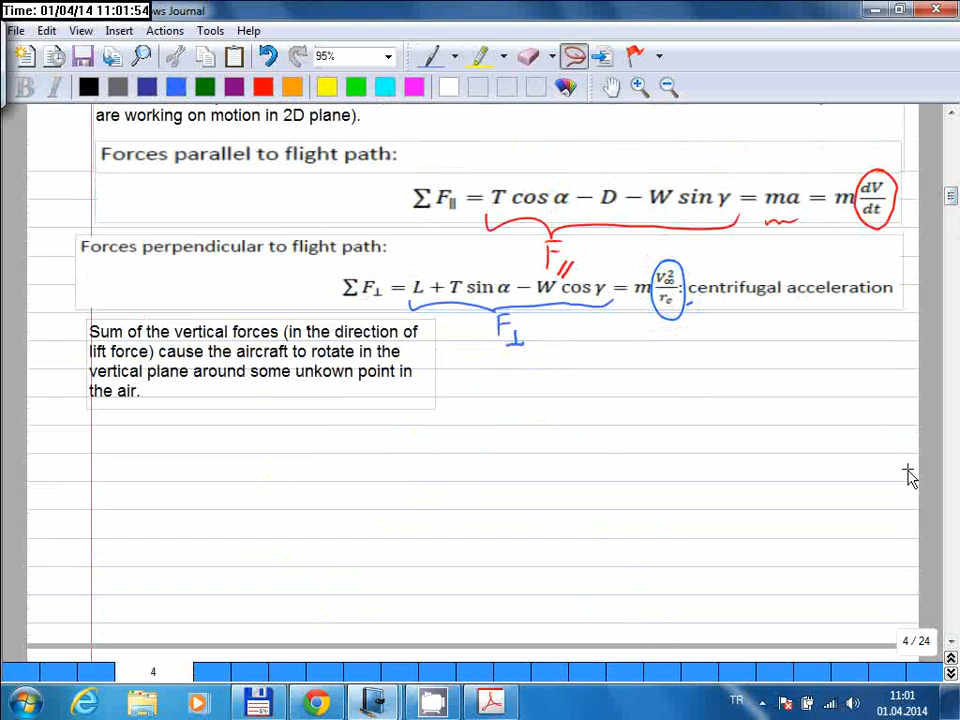 Time: 01/04/14 11:01:54
ws Journal
File Edit View Insert Actions Tools Help
95%
B I
are working on motion in 2D plane).
Forces parallel to flight path:
∑ F∥ = T cos α − D − W sin γ = ma = m dV/dt
F //
Forces perpendicular to flight path:
∑ F⊥ = L + T sin α − W cos γ = m V∞²/r_c : centrifugal acceleration
F⊥
Sum of the vertical forces (in the direction of
lift force) cause the aircraft to rotate in the
vertical plane around some unkown point in
the air.
4 / 24
4
TR
11:01
01.04.2014